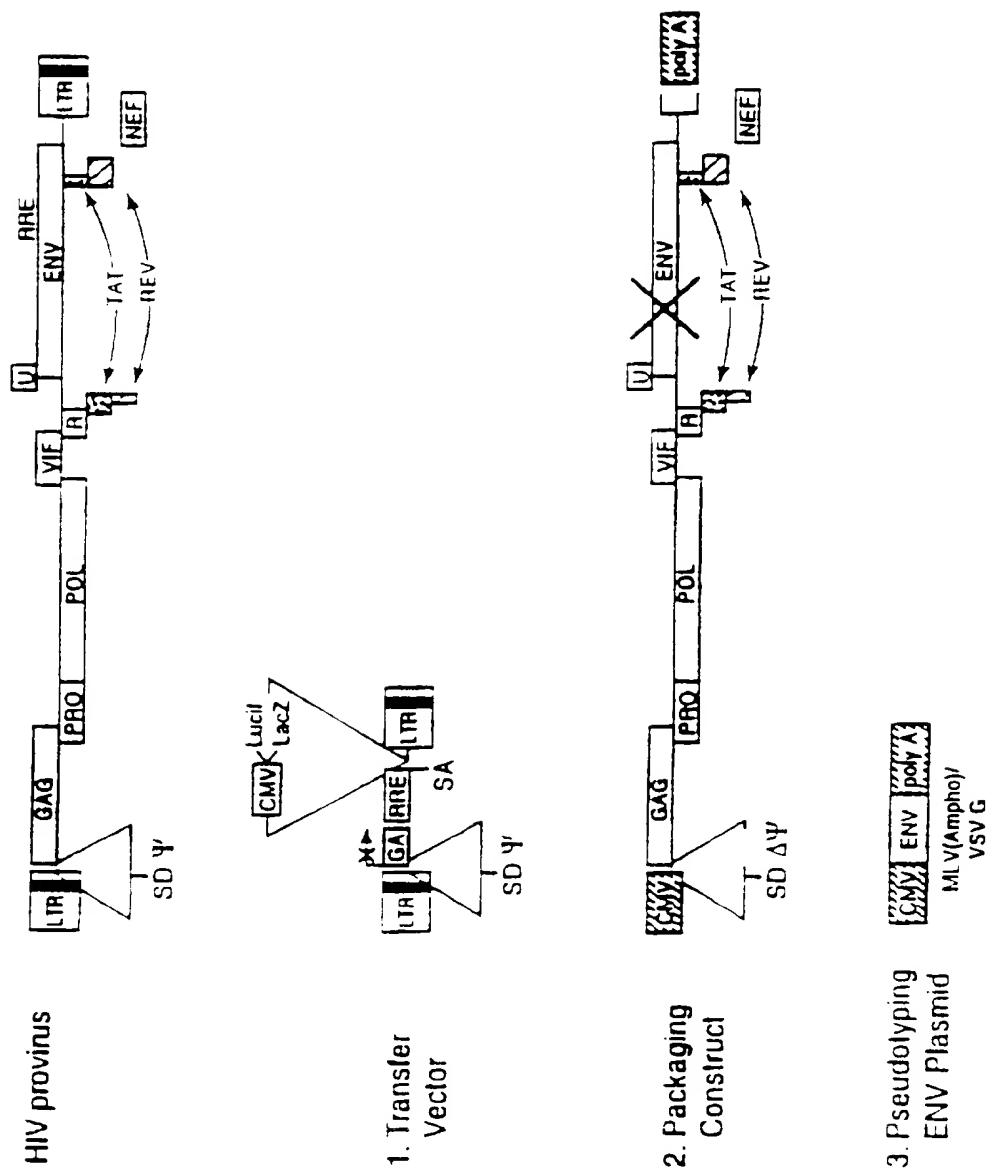 HIV provirus
LTR
SD Ψ
GAG
PRO
POL
VIF
R
U
TAT
REV
RRE
ENV
NEF
LTR
1. Transfer
Vector
LTR
SD Ψ
GA
RRE
SA
CMV
Lucif
LacZ
LTR
2. Packaging
Construct
CMV
SD ΔΨ
GAG
PRO
POL
VIF
R
U
TAT
REV
ENV
NEF
poly A
3. Pseudotyping
ENV Plasmid
CMV
ENV
poly A
MLV(Ampho)/
VSV G